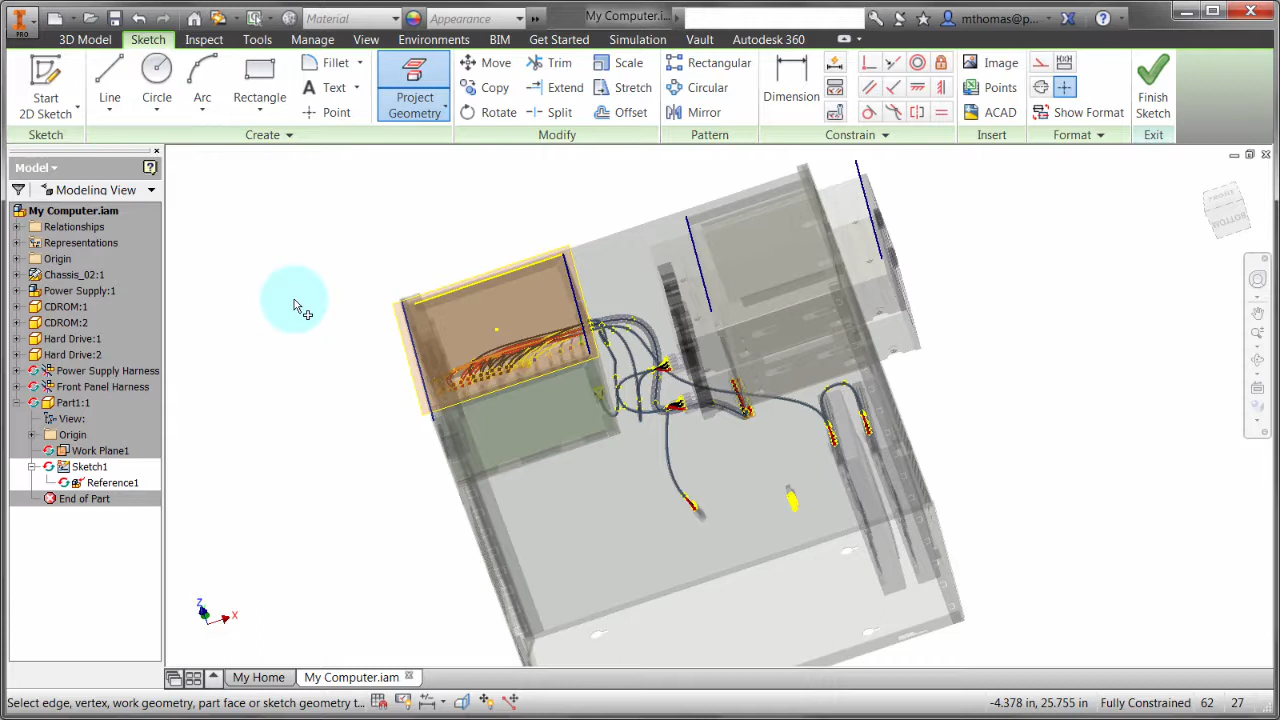 PRO
Material
Appearance
My Computer.i...
mthomas@p...
3D Model Sketch Inspect Tools Manage View Environments BIM Get Started Simulation Vault Autodesk 360
Start
2D Sketch
Line
Circle
Arc
Rectangle
Fillet
Text
Point
Project
Geometry
Move
Copy
Rotate
Trim
Extend
Split
Scale
Stretch
Offset
Rectangular
Circular
Mirror
Dimension
Image
Points
ACAD
Show Format
Finish
Sketch
Sketch Create Modify Pattern Constrain Insert Format Exit
Model
Modeling View
My Computer.iam
Relationships
Representations
Origin
Chassis_02:1
Power Supply:1
CDROM:1
CDROM:2
Hard Drive:1
Hard Drive:2
Power Supply Harness
Front Panel Harness
Part1:1
View:
Origin
Work Plane1
Sketch1
Reference1
End of Part
FRONT
BOTTOM
Z
X
My Home My Computer.iam
Select edge, vertex, work geometry, part face or sketch geometry t...
-4.378 in, 25.755 in Fully Constrained 62 27